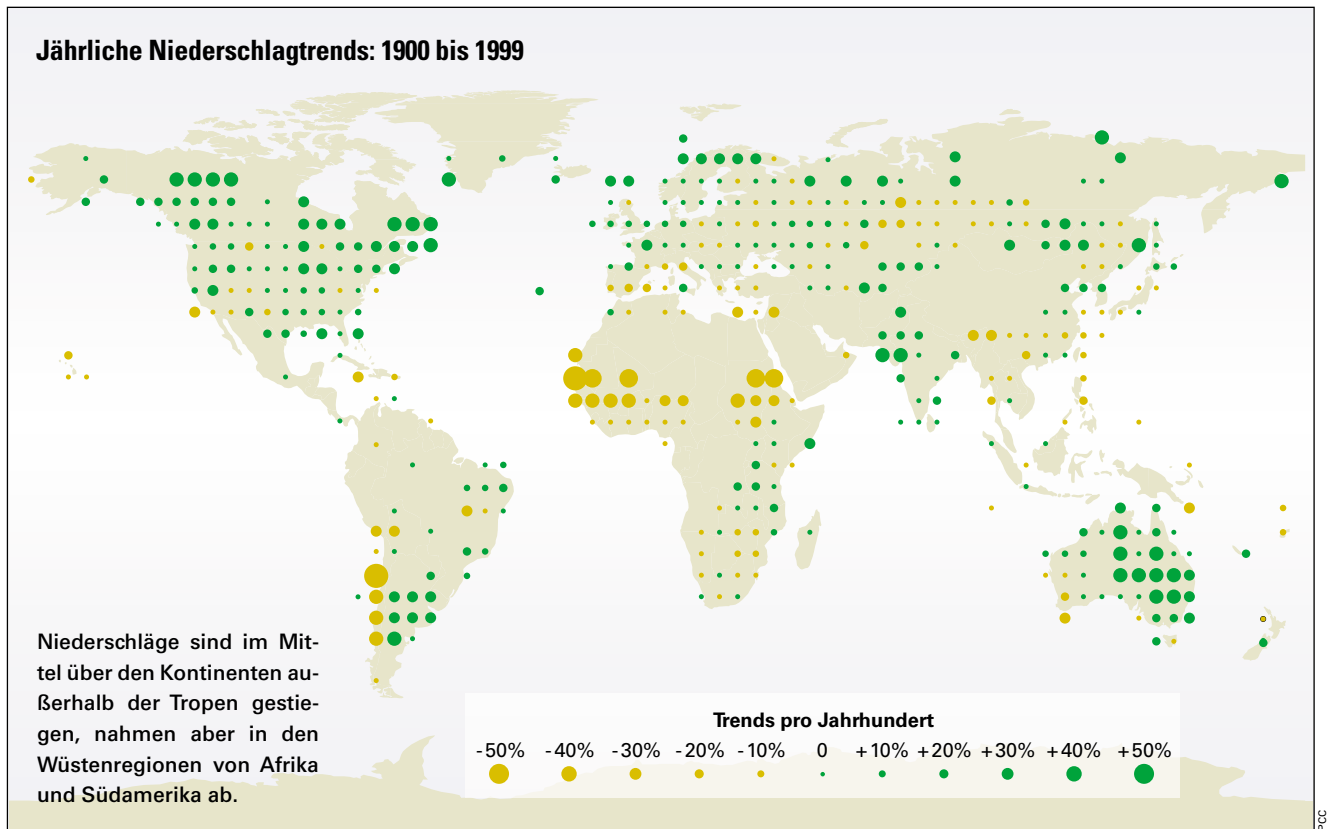 Jährliche Niederschlagtrends: 1900 bis 1999
Niederschläge sind im Mit-
tel über den Kontinenten au-
ßerhalb der Tropen gestie-
gen, nahmen aber in den
Wüstenregionen von Afrika
und Südamerika ab.
Trends pro Jahrhundert
-50% -40% -30% -20% -10% 0 +10% +20% +30% +40% +50%